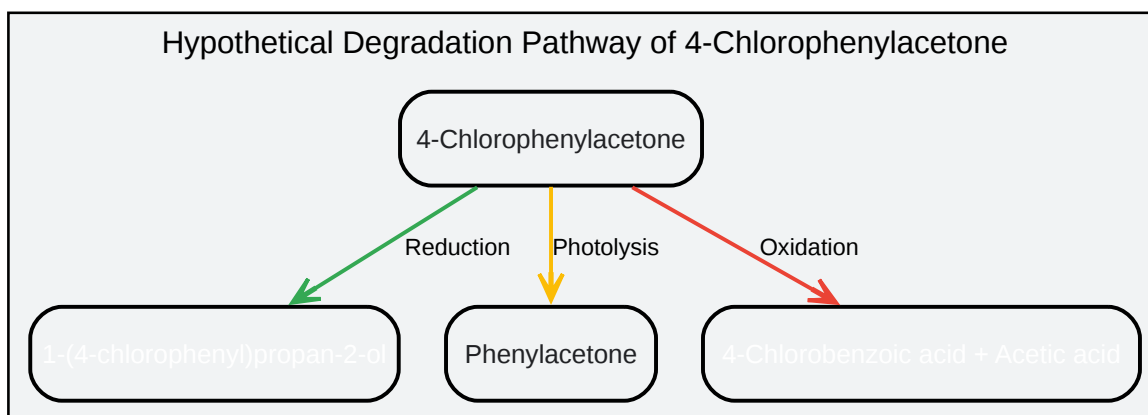 Hypothetical Degradation Pathway of 4-Chlorophenylacetone
4-Chlorophenylacetone
Reduction
Photolysis
Oxidation
1-(4-chlorophenyl)propan-2-ol
Phenylacetone
4-Chlorobenzoic acid + Acetic acid